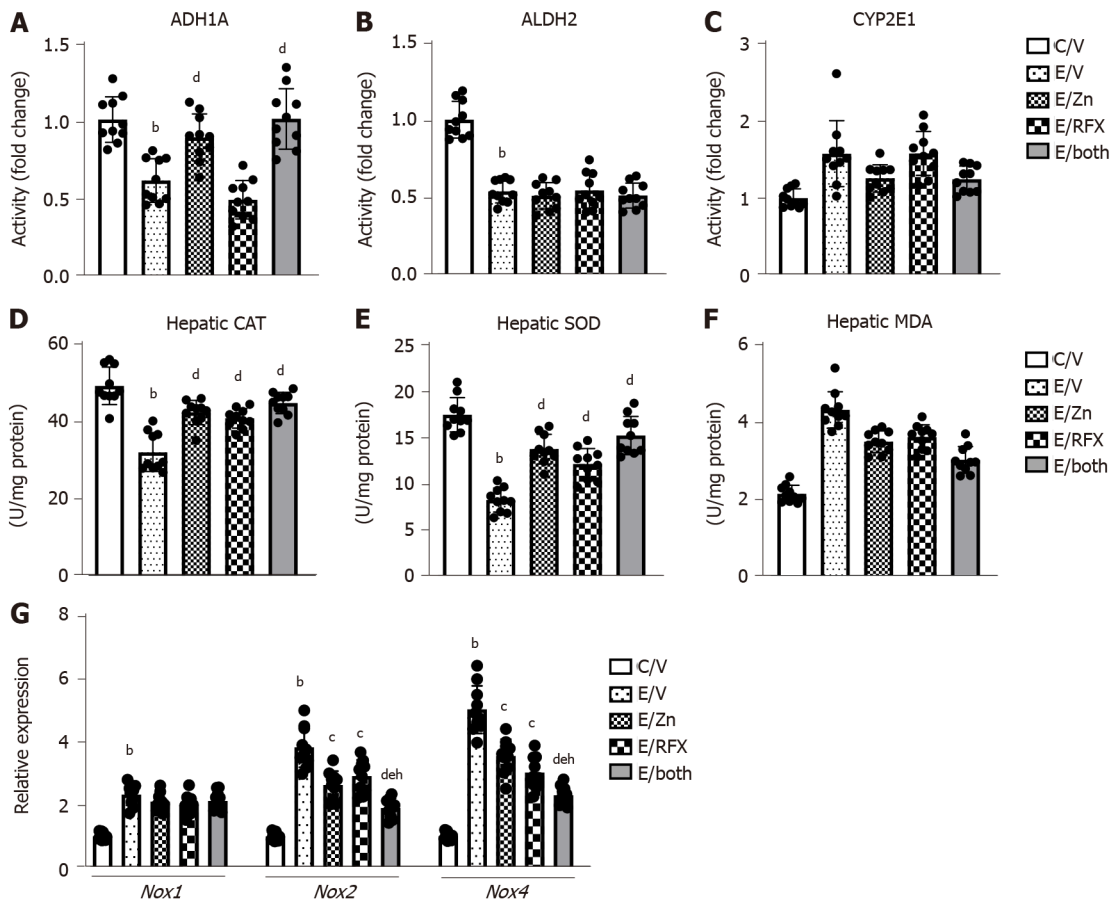 A
ADH1A
Activity (fold change)
1.5
1.0
0.5
0.0
b
d
d
B
ALDH2
Activity (fold change)
1.5
1.0
0.5
0.0
b
C
CYP2E1
Activity (fold change)
3
2
1
0
C/V
E/V
E/Zn
E/RFX
E/both
D
Hepatic CAT
(U/mg protein)
60
40
20
0
b
d
d
d
E
Hepatic SOD
(U/mg protein)
25
20
15
10
5
0
b
d
d
d
F
Hepatic MDA
(U/mg protein)
6
4
2
0
C/V
E/V
E/Zn
E/RFX
E/both
G
Relative expression
8
6
4
2
0
b
b
c
c
deh
b
c
c
deh
Nox1
Nox2
Nox4
C/V
E/V
E/Zn
E/RFX
E/both